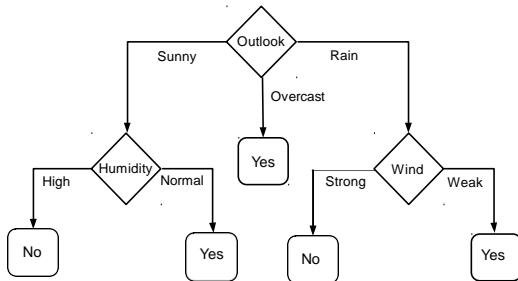 Outlook
Sunny
Rain
Overcast
Humidity
Yes
Wind
High
Normal
Strong
Weak
No
Yes
No
Yes